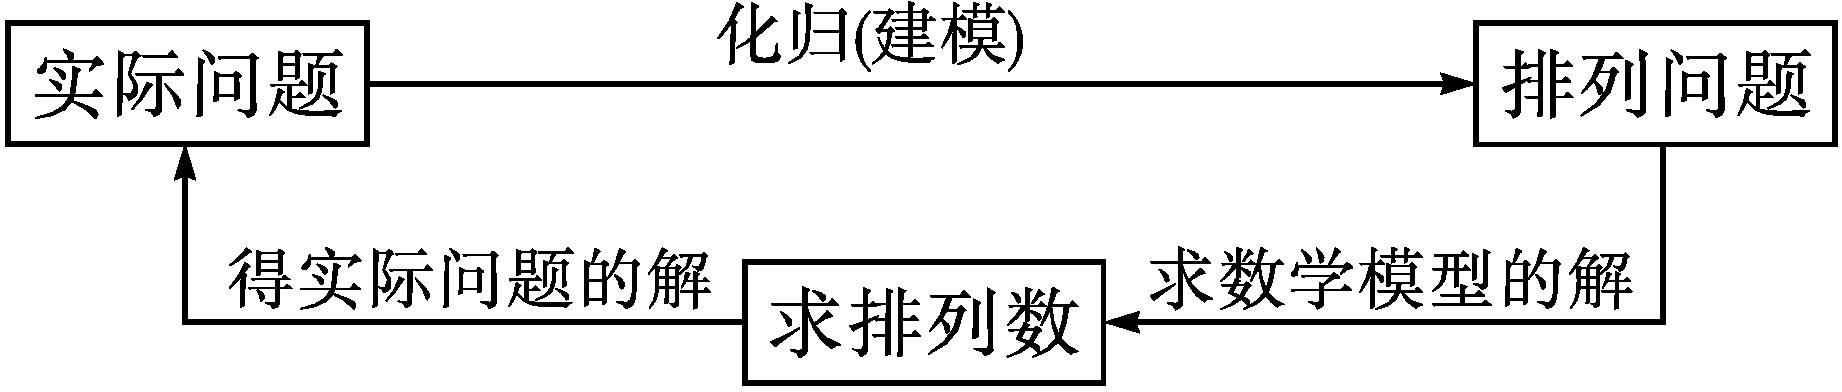 化归(建模)
实际问题
排列问题
得实际问题的解
求数学模型的解
求排列数